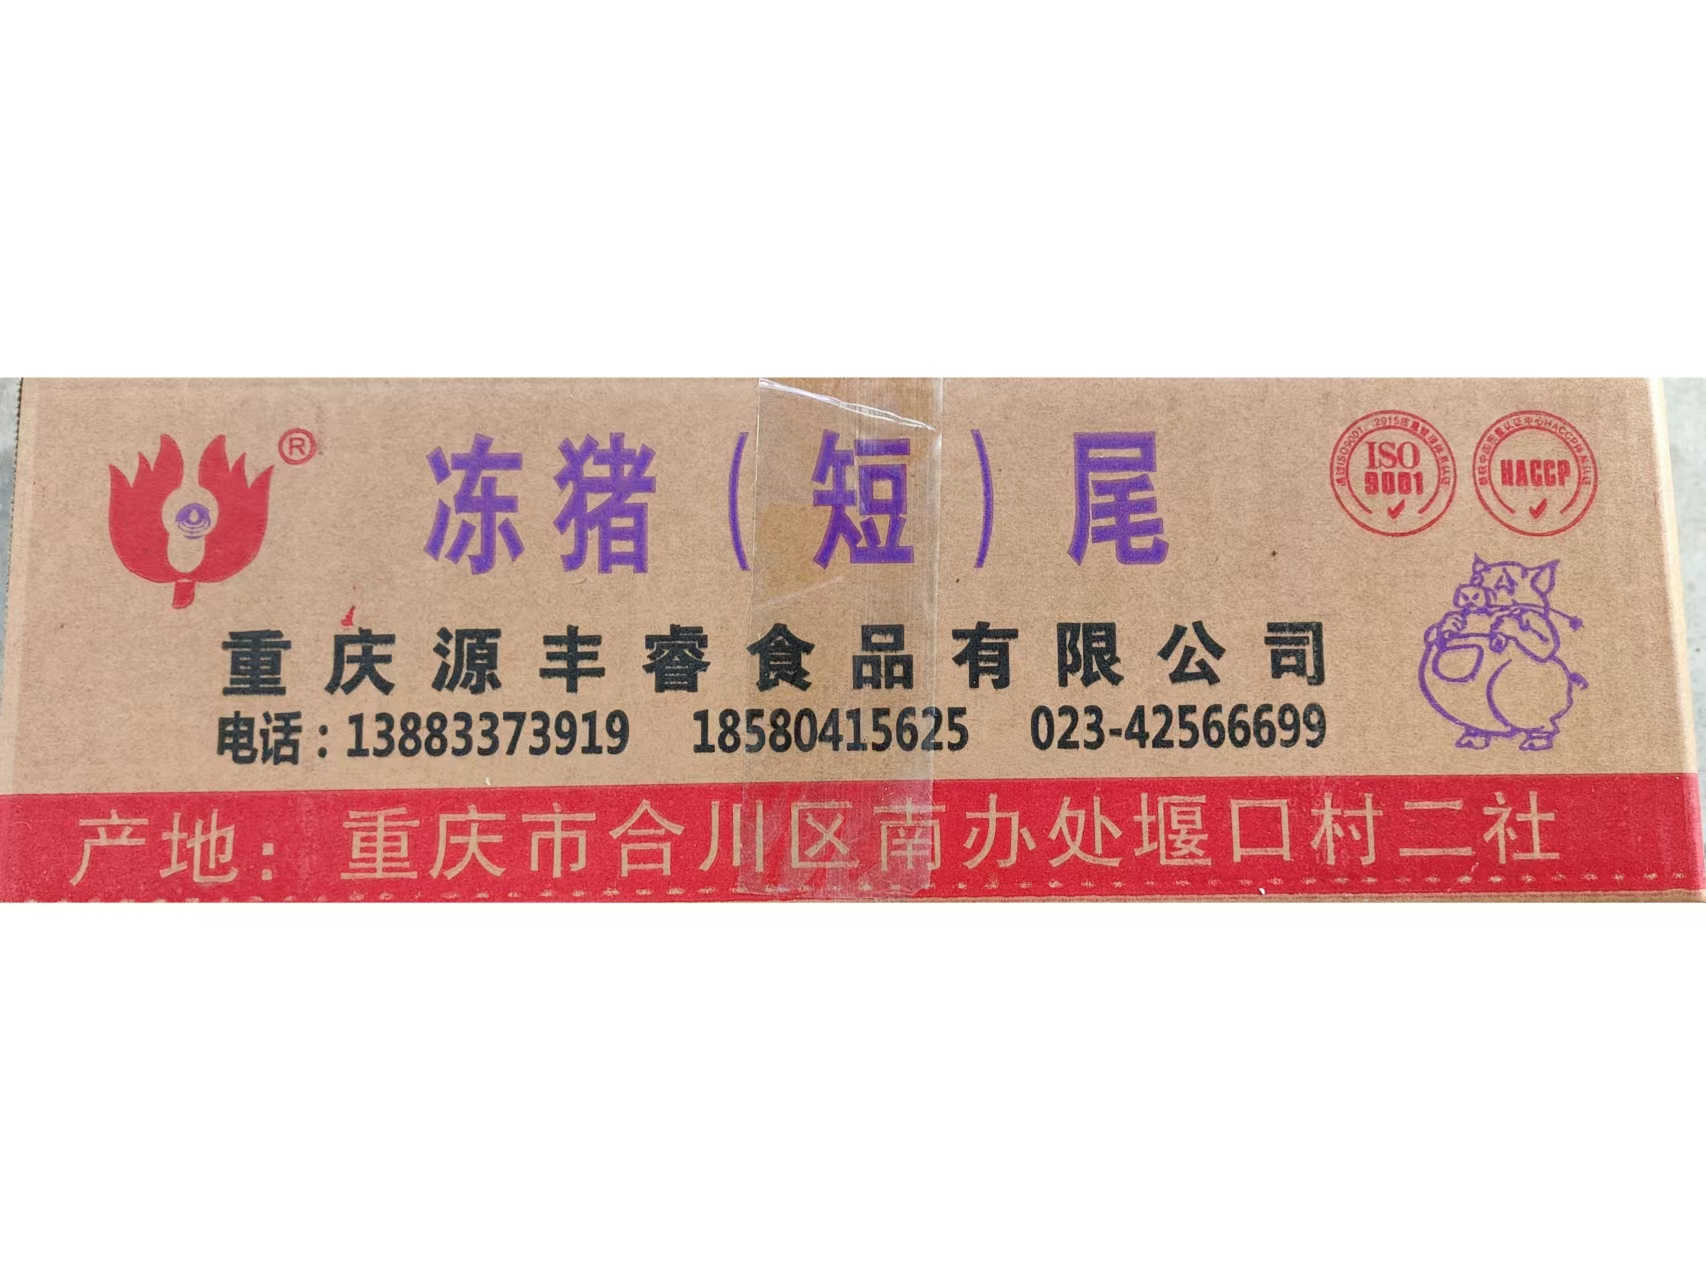 ®
冻猪（短）尾
ISO
9001
HACCP
重庆源丰睿食品有限公司
电话：13883373919 18580415625 023-42566699
产地：重庆市合川区南办处堰口村二社